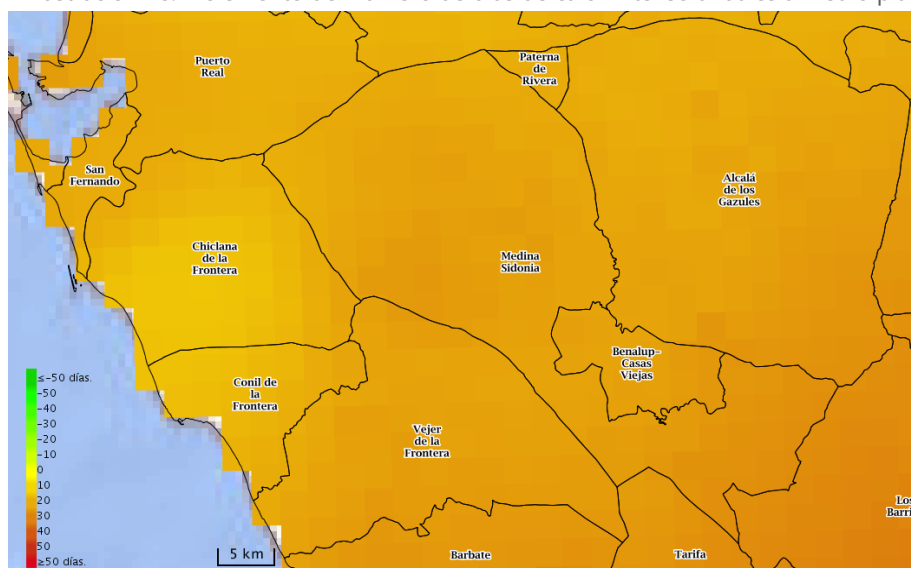 Puerto
Real
Paterna
de
Rivera
San
Fernando
Alcalá
de los
Gazules
Chiclana
de la
Frontera
Medina
Sidonia
Benalup-
Casas
Viejas
Conil de
la
Frontera
Vejer
de la
Frontera
Los
Barri
Barbate
Tarifa
≤-50 días.
-50
40
30
20
-10
0
10
20
30
40
50
≥50 días.
5 km